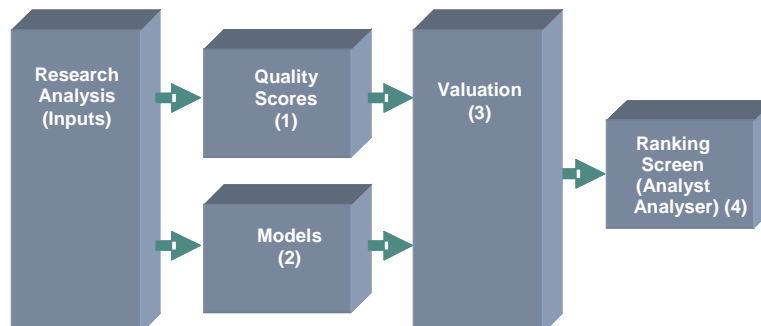 Research
Analysis
(Inputs)
Quality
Scores
(1)
Models
(2)
Valuation
(3)
Ranking
Screen
(Analyst
Analyser) (4)